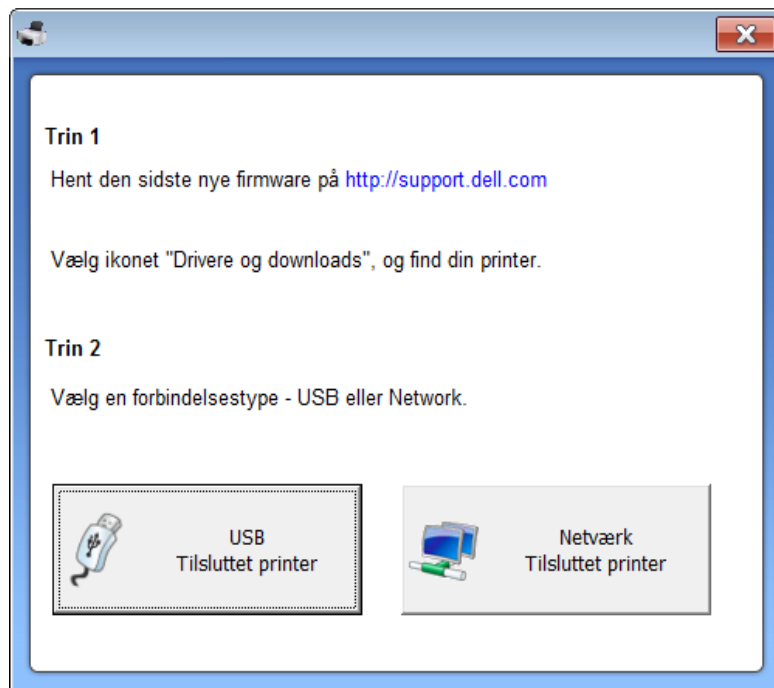 Trin 1
Hent den sidste nye firmware på http://support.dell.com
Vælg ikonet "Drivere og downloads", og find din printer.
Trin 2
Vælg en forbindelsestype - USB eller Network.
USB
Tilsluttet printer
Netværk
Tilsluttet printer